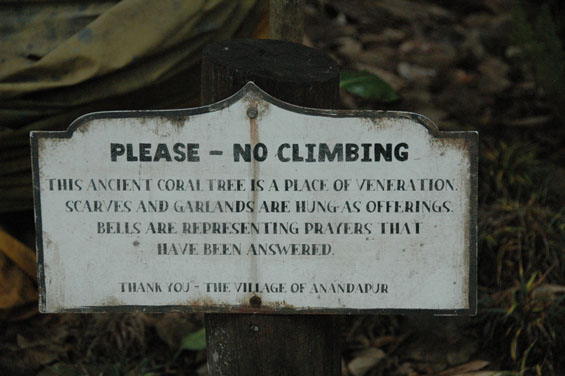 PLEASE - NO CLIMBING
THIS ANCIENT CORAL TREE IS A PLACE OF VENERATION.
SCARVES AND GARLANDS ARE HUNG AS OFFERINGS.
BELLS ARE REPRESENTING PRAYERS THAT
HAVE BEEN ANSWERED.
THANK YOU - THE VILLAGE OF ANANDAPUR